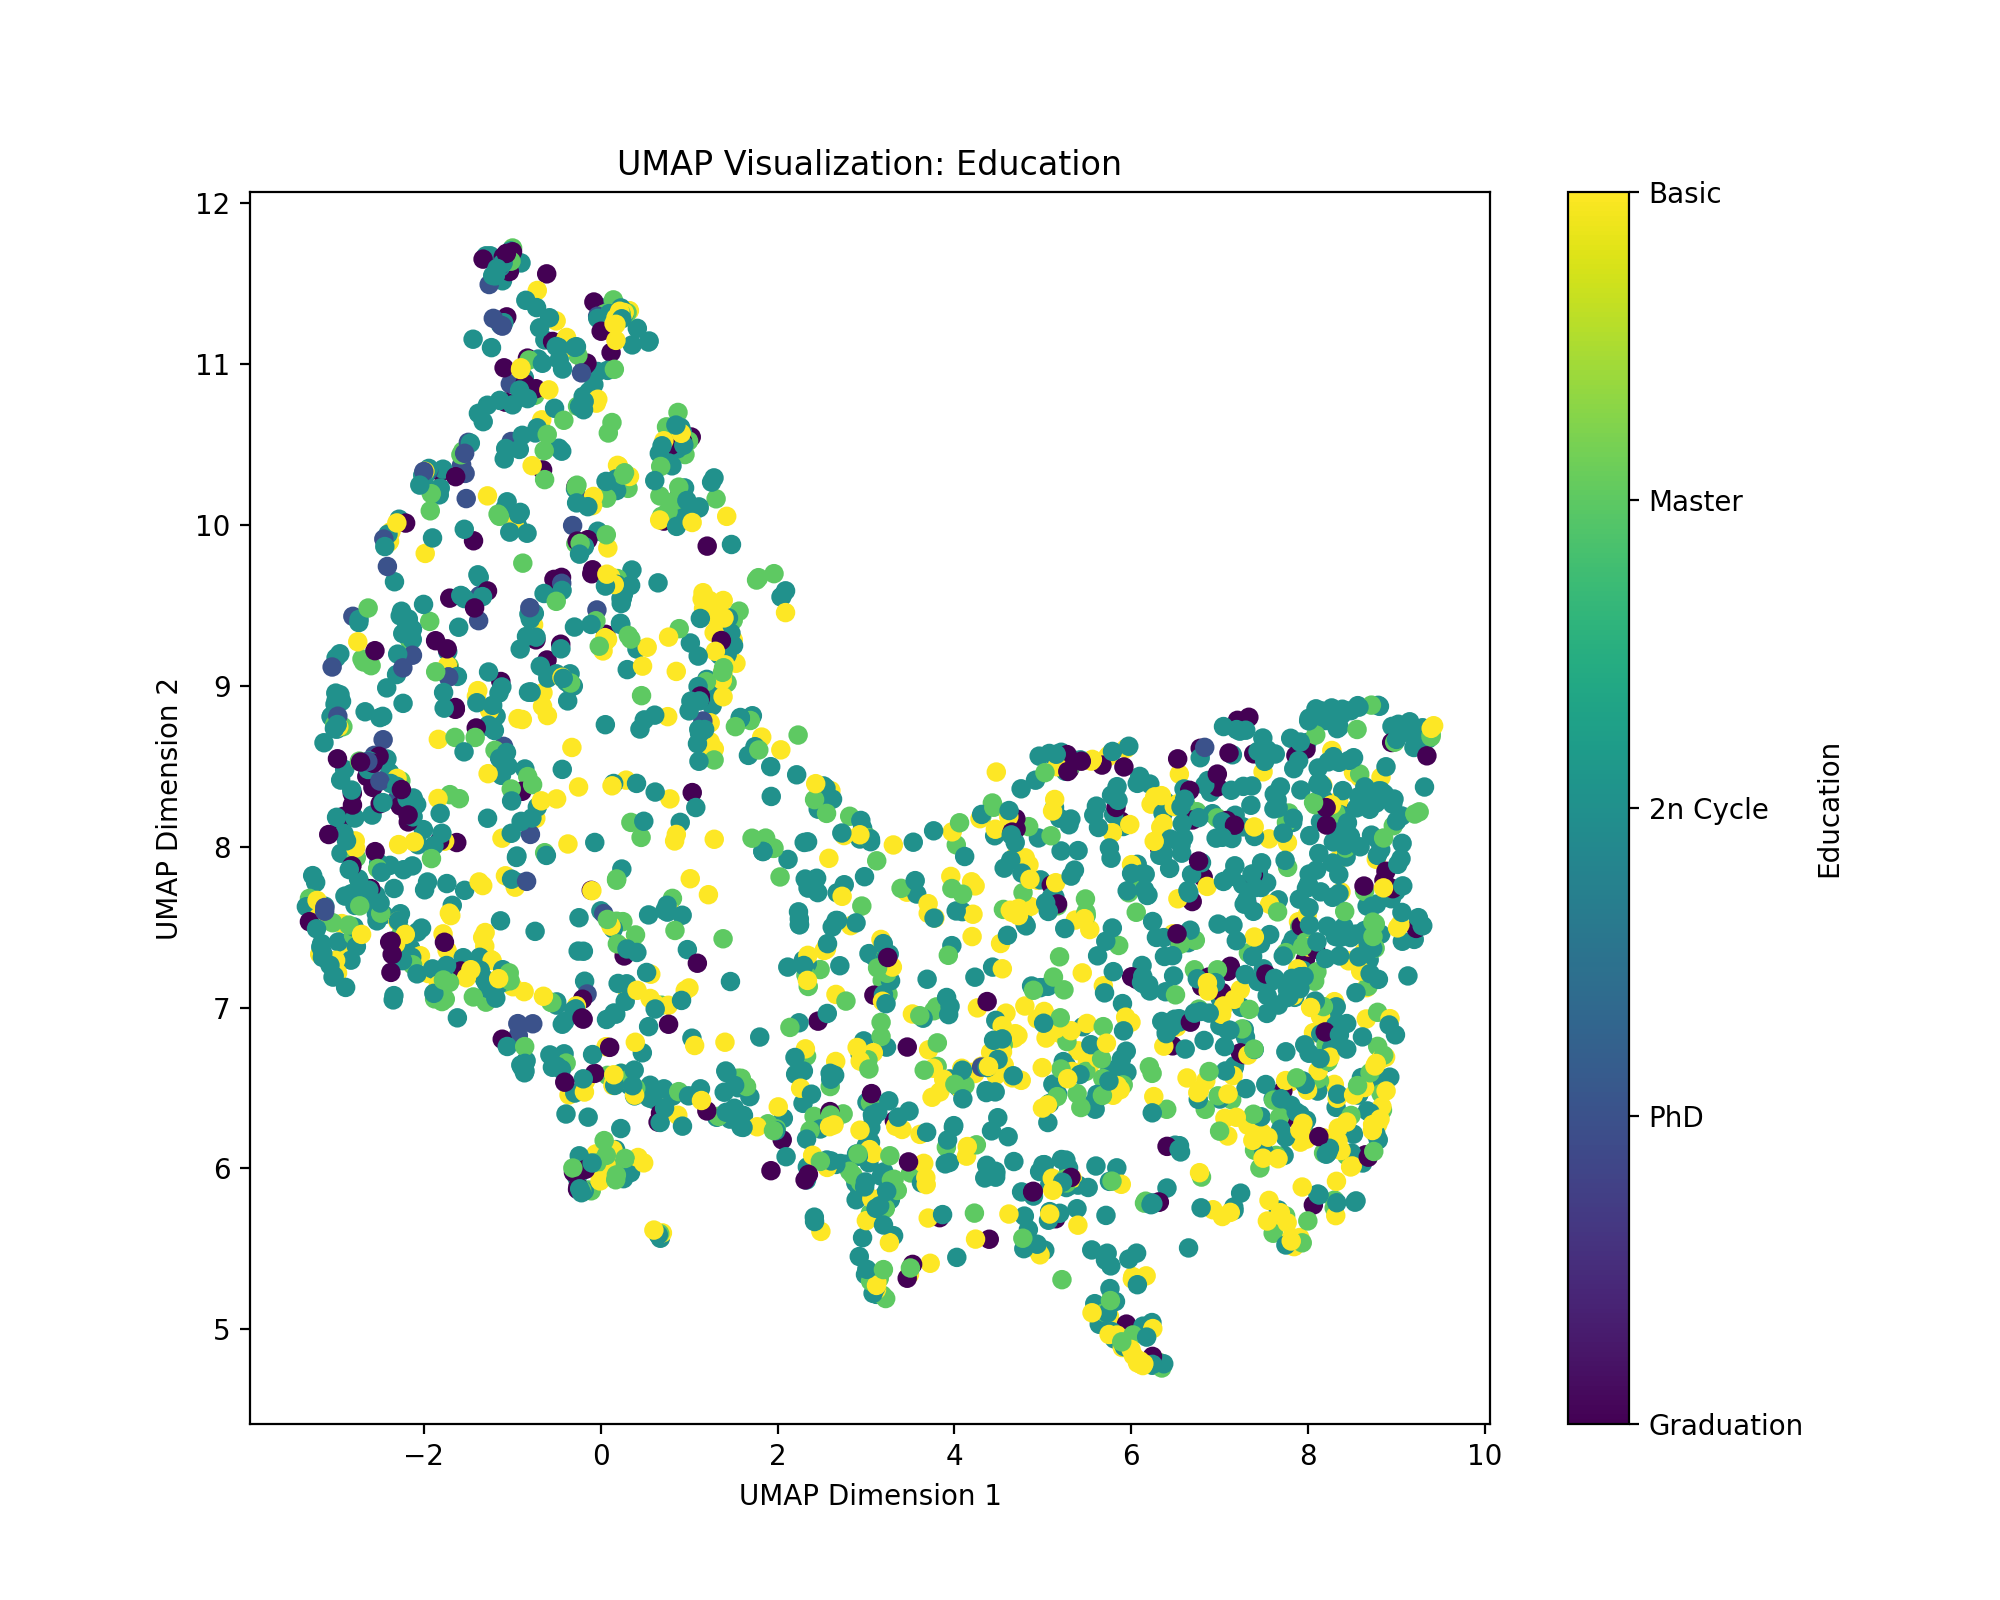 UMAP Visualization: Education
12
11
10
9
8
7
6
5
UMAP Dimension 2
−2
0
2
4
6
8
10
UMAP Dimension 1
Basic
Master
2n Cycle
PhD
Graduation
Education